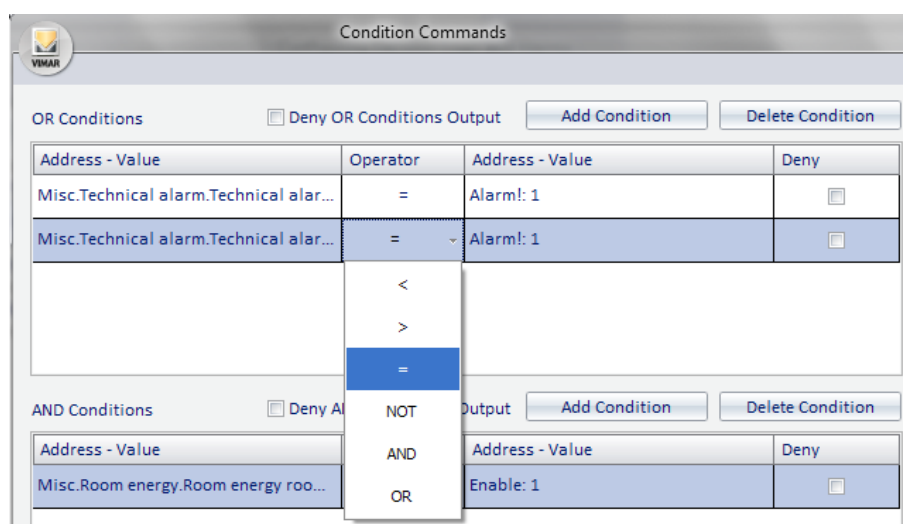 Condition Commands
VIMAR
OR Conditions Deny OR Conditions Output Add Condition Delete Condition
Address - Value Operator Address - Value Deny
Misc.Technical alarm.Technical alar... = Alarm!: 1
Misc.Technical alarm.Technical alar... = Alarm!: 1
<
>
=
AND Conditions Deny NOT Output Add Condition Delete Condition
Address - Value AND Address - Value Deny
Misc.Room energy.Room energy roo... OR Enable: 1